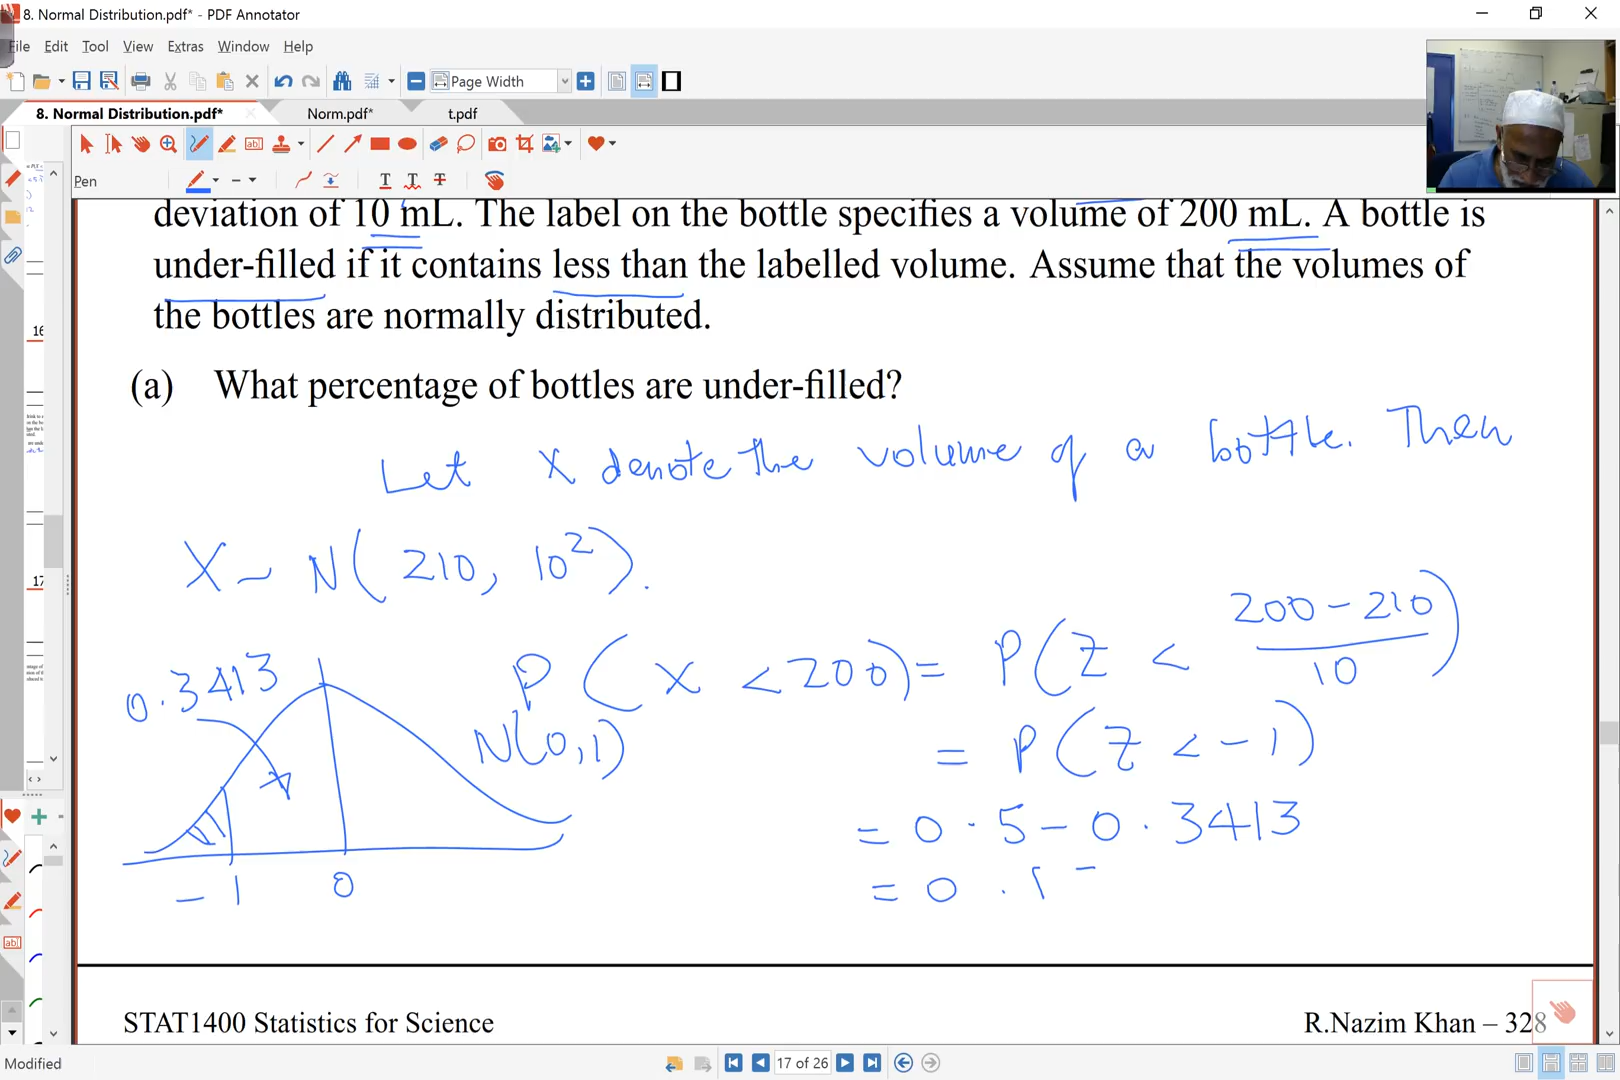 8. Normal Distribution.pdf* - PDF Annotator
File Edit Tool View Extras Window Help
Page Width
8. Normal Distribution.pdf* Norm.pdf* t.pdf
Pen
deviation of 10 mL. The label on the bottle specifies a volume of 200 mL. A bottle is
under-filled if it contains less than the labelled volume. Assume that the volumes of
the bottles are normally distributed.
(a) What percentage of bottles are under-filled?
Let X denote the volume of a bottle. Then
X ~ N(210, 10²).
P(X < 200) = P(Z < (200 - 210)/10)
0.3413
N(0,1)
= P(Z < -1)
= 0.5 - 0.3413
= 0.1
-1 0
16
17
STAT1400 Statistics for Science
R.Nazim Khan – 328
Modified
17 of 26